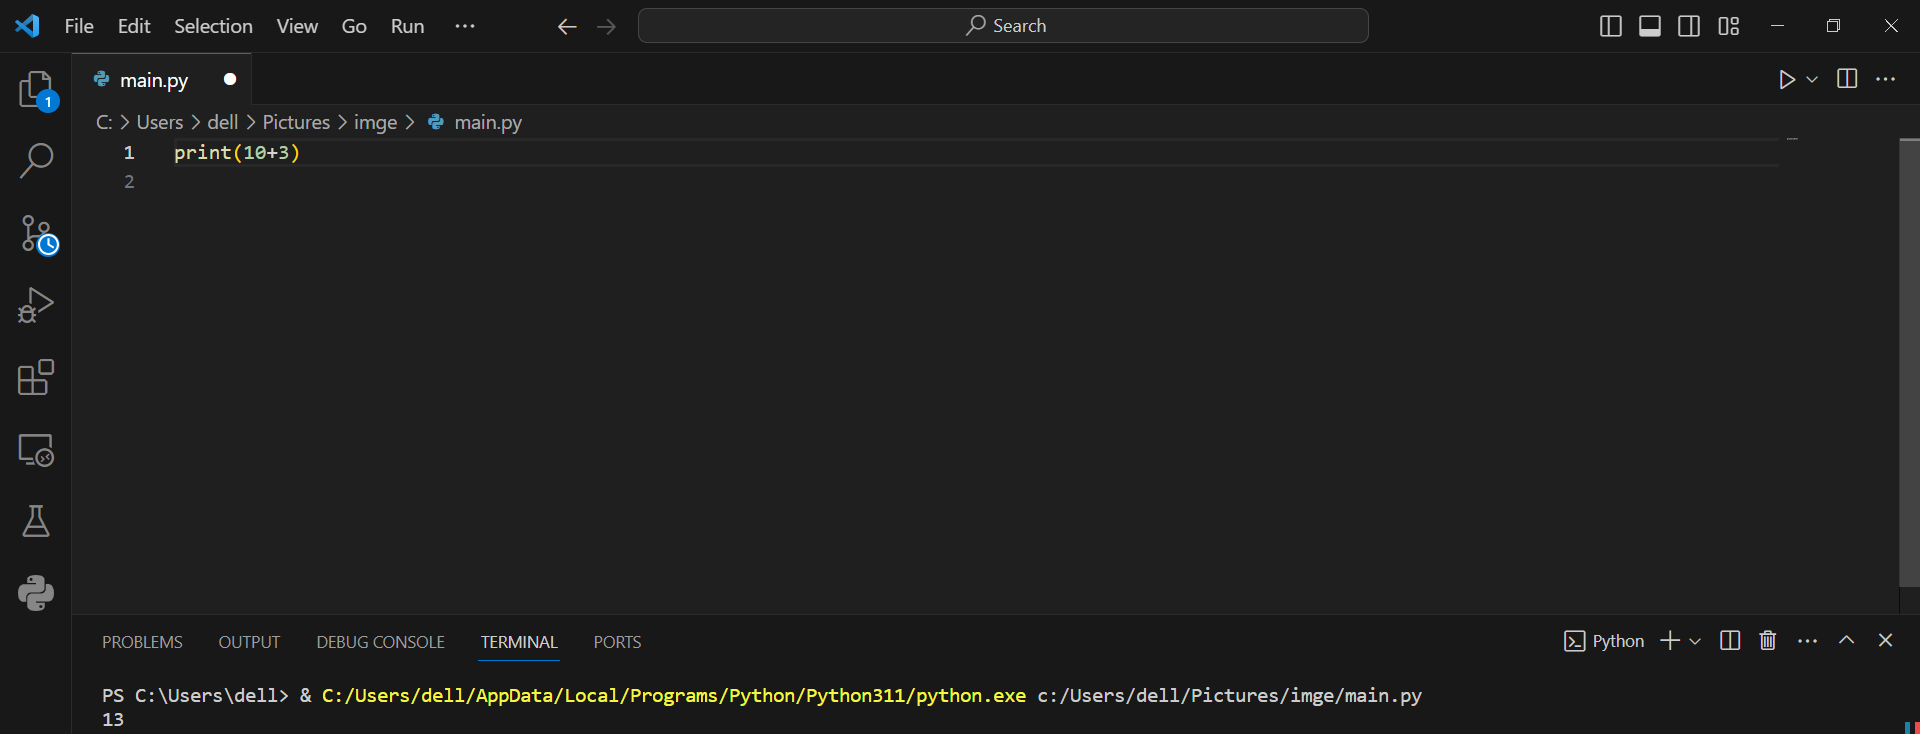 File Edit Selection View Go Run ··· Search
main.py
C: > Users > dell > Pictures > imge > main.py
1 print(10+3)
2
1
PROBLEMS OUTPUT DEBUG CONSOLE TERMINAL PORTS Python
PS C:\Users\dell> & C:/Users/dell/AppData/Local/Programs/Python/Python311/python.exe c:/Users/dell/Pictures/imge/main.py
13